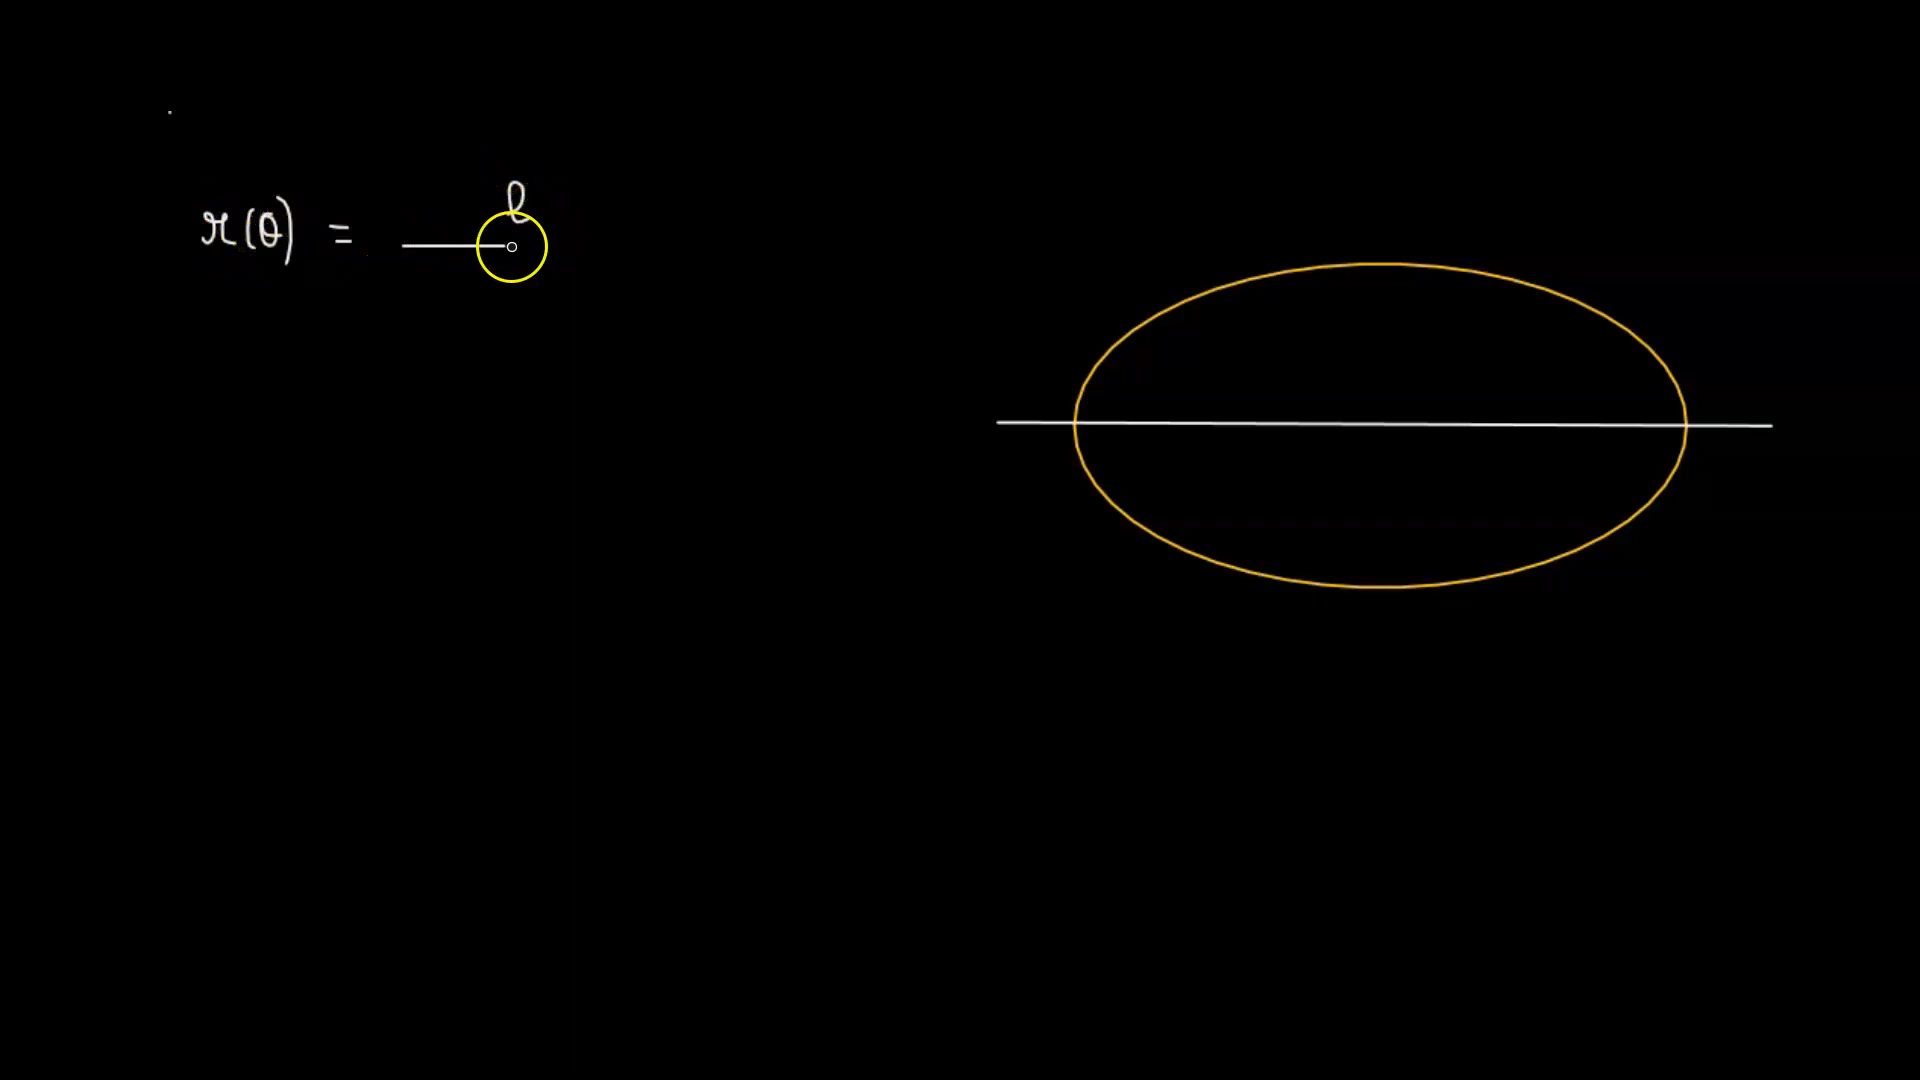 r(θ) = l